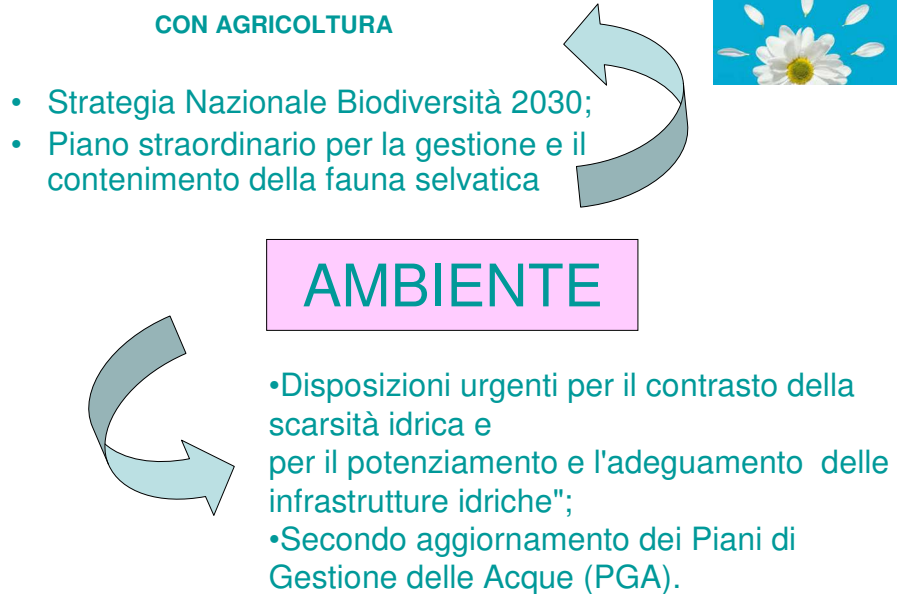 CON AGRICOLTURA
• Strategia Nazionale Biodiversità 2030;
• Piano straordinario per la gestione e il
contenimento della fauna selvatica
AMBIENTE
•Disposizioni urgenti per il contrasto della
scarsità idrica e
per il potenziamento e l'adeguamento delle
infrastrutture idriche";
•Secondo aggiornamento dei Piani di
Gestione delle Acque (PGA).